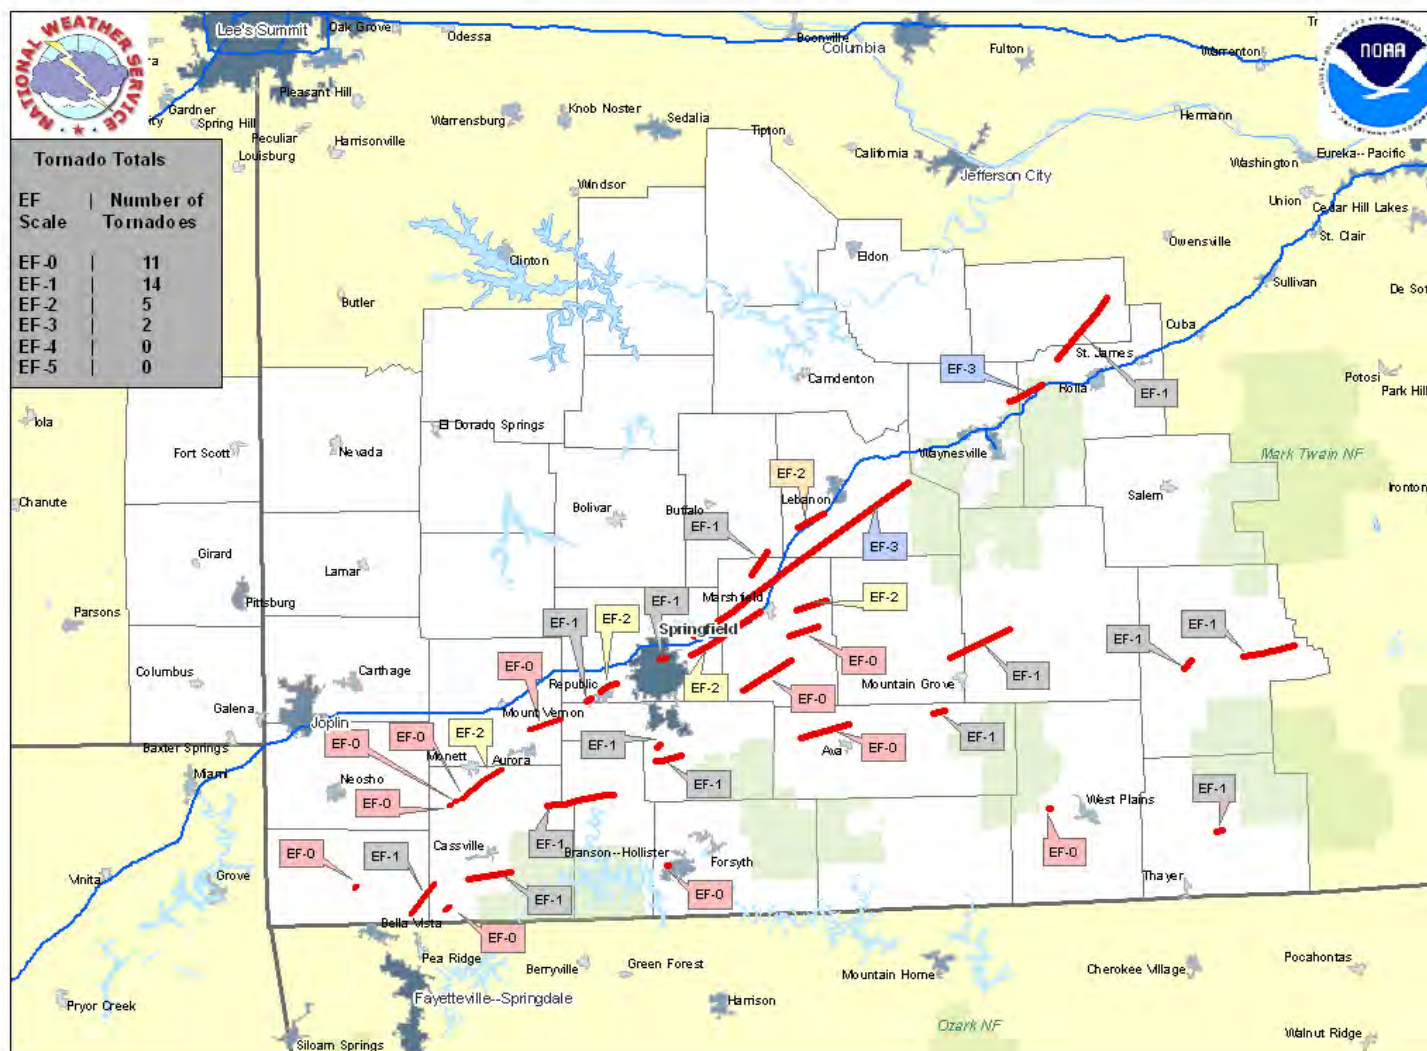 Lee's Summit
Oak Grove
Odessa
Boonville
Columbia
Fulton
Warrenton
NATIONAL WEATHER SERVICE
NOAA
Gardner
Spring Hill
Peculiar
Louisburg
Pleasant Hill
Harrisonville
Warrensburg
Knob Noster
Sedalia
Tipton
California
Jefferson City
Hermann
Washington
Eureka--Pacific
Union
Cedar Hill Lakes
St. Clair
Owensville
Sullivan
De Sot
Tornado Totals
EF | Number of
Scale Tornadoes
EF-0 | 11
EF-1 | 14
EF-2 | 5
EF-3 | 2
EF-4 | 0
EF-5 | 0
Windsor
Clinton
Eldon
Butler
Cuba
St. James
Rolla
EF-3
EF-1
Camdenton
Potosi
Park Hill
Iola
Fort Scott
Nevada
El Dorado Springs
Waynesville
Mark Twain NF
Salem
Ironton
Chanute
Bolivar
Buffalo
EF-2
Lebanon
EF-1
EF-3
Girard
Lamar
Pittsburg
Parsons
Marshfield
EF-2
EF-1
Springfield
EF-1
EF-2
EF-0
EF-1
EF-1
EF-1
Columbus
Carthage
EF-0
Republic
EF-2
EF-0
Mountain Grove
Galena
Joplin
Mount Vernon
Baxter Springs
EF-0
EF-0
EF-2
Monett
Aurora
EF-1
Ava
EF-0
EF-1
Miami
Neosho
EF-0
EF-1
EF-1
West Plains
EF-1
Cassville
EF-1
Branson--Hollister
Forsyth
EF-0
EF-0
EF-1
EF-1
EF-0
Vinita
Grove
Thayer
Bella Vista
EF-0
Pea Ridge
Berryville
Green Forest
Mountain Home
Cherokee Village
Pocahontas
Pryor Creek
Fayetteville--Springdale
Harrison
Ozark NF
Siloam Springs
Walnut Ridge